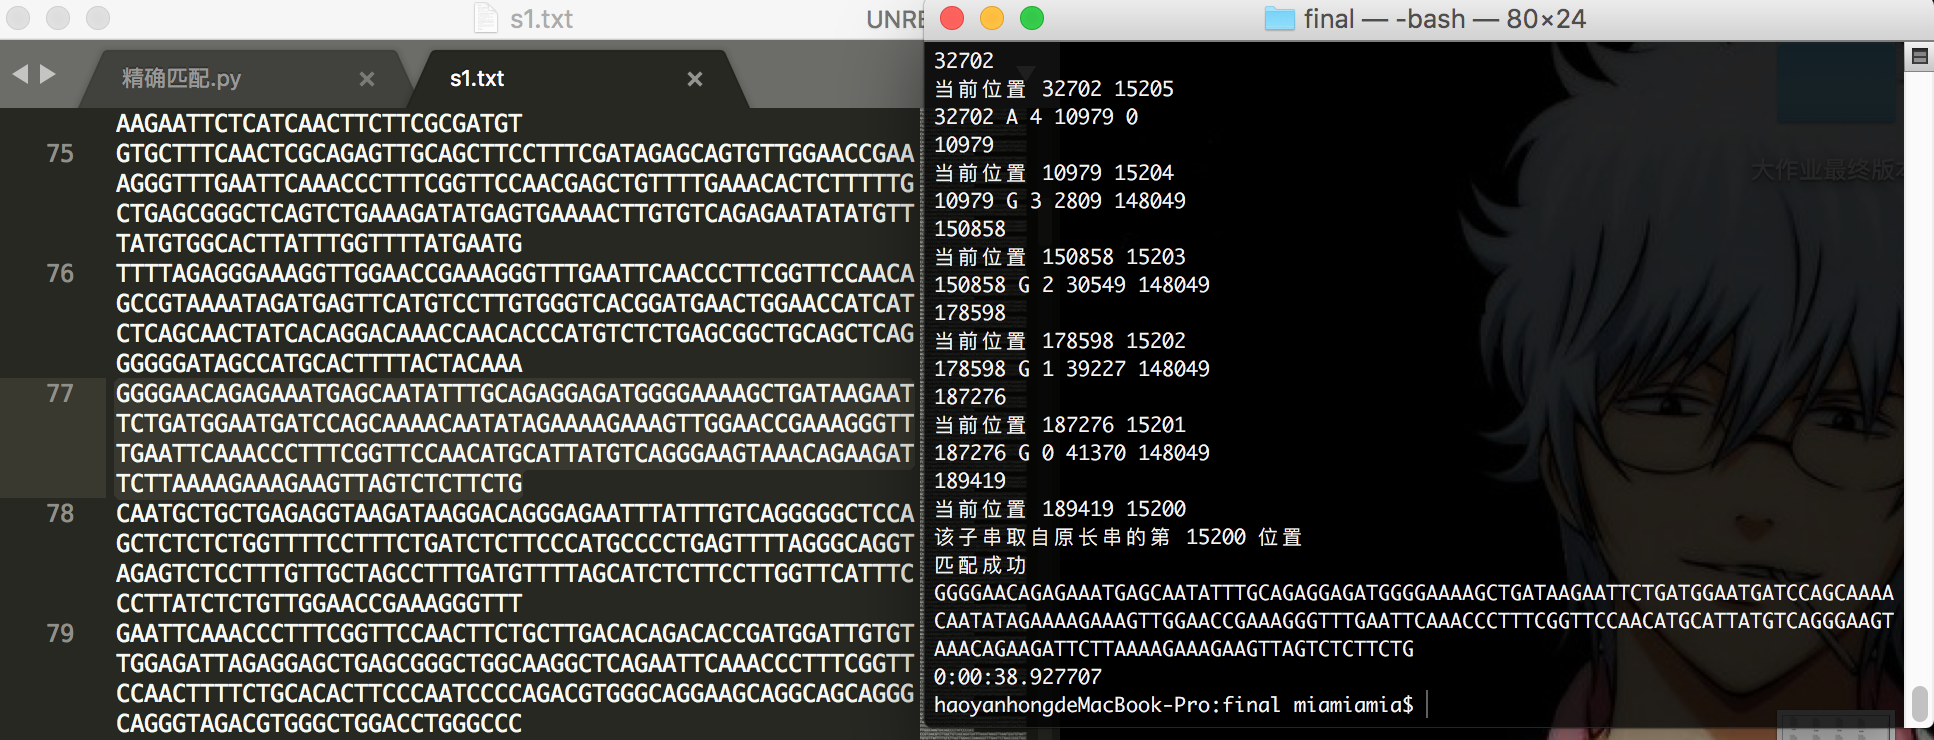 s1.txt
UNRE
精确匹配.py
s1.txt
AAGAATTCTCATCAACTTCTTCGCGATGT
75 GTGCTTTCAACTCGCAGAGTTGCAGCTTCCTTTCGATAGAGCAGTGTTGGAACCGAA
AGGGTTTGAATTCAAACCCTTTCGGTTCCAACGAGCTGTTTTGAAACACTCTTTTTG
CTGAGCGGGCTCAGTCTGAAAGATATGAGTGAAAACTTGTGTCAGAGAATATATGTT
TATGTGGCACTTATTTGGTTTTATGAATG
76 TTTTAGAGGGAAAGGTTGGAACCGAAAGGGTTTGAATTCAACCCTTCGGTTCCAACA
GCCGTAAAATAGATGAGTTCATGTCCTTGTGGGTCACGGATGAACTGGAACCATCAT
CTCAGCAACTATCACAGGACAAACCAACACCCATGTCTCTGAGCGGCTGCAGCTCAG
GGGGGATAGCCATGCACTTTTACTACAAA
77 GGGGAACAGAGAAATGAGCAATATTTGCAGAGGAGATGGGGAAAAGCTGATAAGAAT
TCTGATGGAATGATCCAGCAAAACAATATAGAAAAGAAAGTTGGAACCGAAAGGGTT
TGAATTCAAACCCTTTCGGTTCCAACATGCATTATGTCAGGGAAGTAAACAGAAGAT
TCTTAAAAGAAAGAAGTTAGTCTCTTCTG
78 CAATGCTGCTGAGAGGTAAGATAAGGACAGGGAGAATTTATTTGTCAGGGGGCTCCA
GCTCTCTCTGGTTTTCCTTTCTGATCTCTTCCCATGCCCCTGAGTTTTAGGGCAGGT
AGAGTCTCCTTTGTTGCTAGCCTTTGATGTTTTAGCATCTCTTCCTTGGTTCATTTC
CCTTATCTCTGTTGGAACCGAAAGGGTTT
79 GAATTCAAACCCTTTCGGTTCCAACTTCTGCTTGACACAGACACCGATGGATTGTGT
TGGAGATTAGAGGAGCTGAGCGGGCTGGCAAGGCTCAGAATTCAAACCCTTTCGGTT
CCAACTTTTCTGCACACTTCCCAATCCCCAGACGTGGGCAGGAAGCAGGCAGCAGGG
CAGGGTAGACGTGGGCTGGACCTGGGCCC
final — -bash — 80×24
32702
当前位置 32702 15205
32702 A 4 10979 0
10979
当前位置 10979 15204
10979 G 3 2809 148049
150858
当前位置 150858 15203
150858 G 2 30549 148049
178598
当前位置 178598 15202
178598 G 1 39227 148049
187276
当前位置 187276 15201
187276 G 0 41370 148049
189419
当前位置 189419 15200
该子串取自原长串的第 15200 位置
匹配成功
GGGGAACAGAGAAATGAGCAATATTTGCAGAGGAGATGGGGAAAAGCTGATAAGAATTCTGATGGAATGATCCAGCAAAA
CAATATAGAAAAGAAAGTTGGAACCGAAAGGGTTTGAATTCAAACCCTTTCGGTTCCAACATGCATTATGTCAGGGAAGT
AAACAGAAGATTCTTAAAAGAAAGAAGTTAGTCTCTTCTG
0:00:38.927707
haoyanhongdeMacBook-Pro:final miamiamia$
大作业最终版本